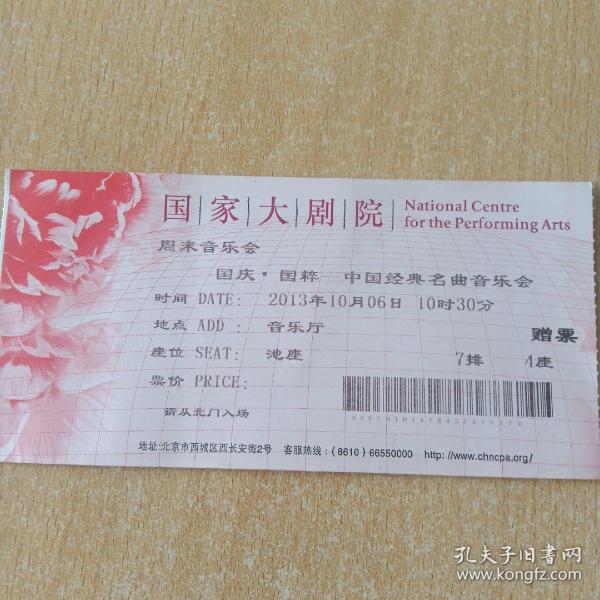 国家大剧院 National Centre for the Performing Arts
周末音乐会
国庆·国粹 中国经典名曲音乐会
时间 DATE: 2013年10月06日 10时30分
地点 ADD : 音乐厅 赠票
座位 SEAT: 池座 7排 4座
票价 PRICE:
请从北门入场
地址:北京市西城区西长安街2号 客服热线:(8610) 66550000 http://www.chncpa.org/
孔夫子旧书网
www.kongfz.com